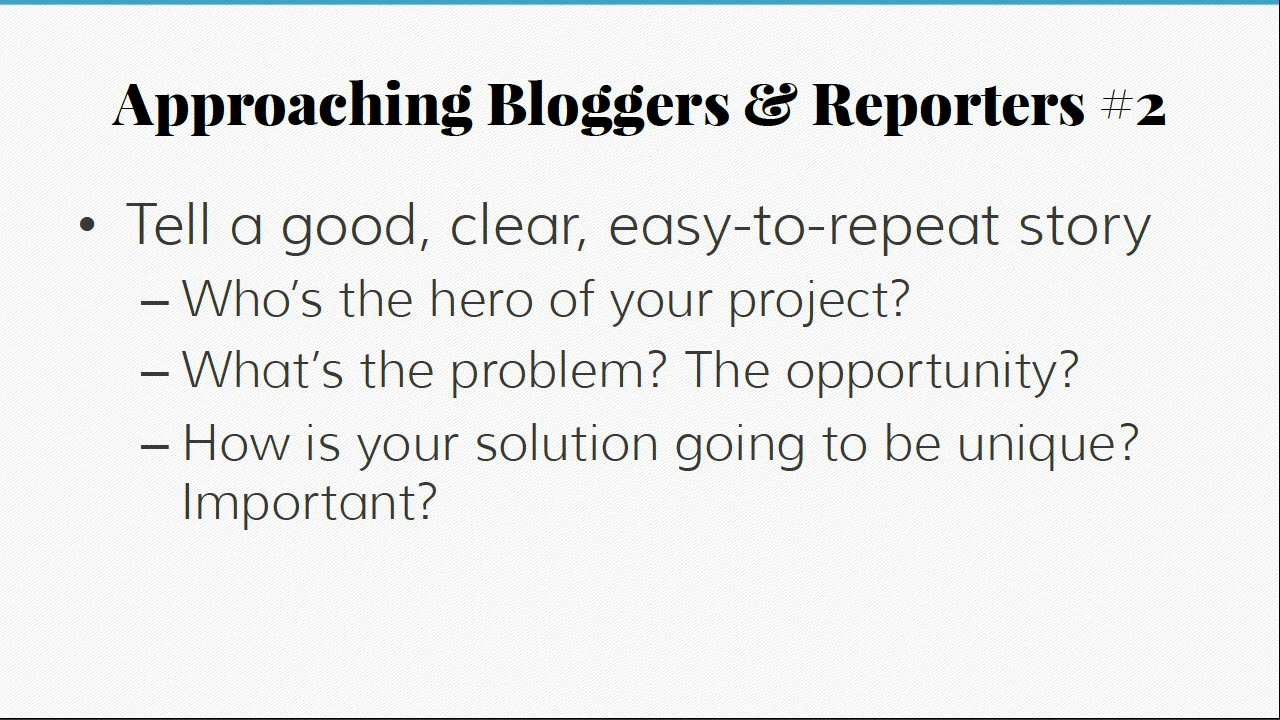 Approaching Bloggers & Reporters #2
• Tell a good, clear, easy-to-repeat story
– Who’s the hero of your project?
– What’s the problem? The opportunity?
– How is your solution going to be unique?
Important?